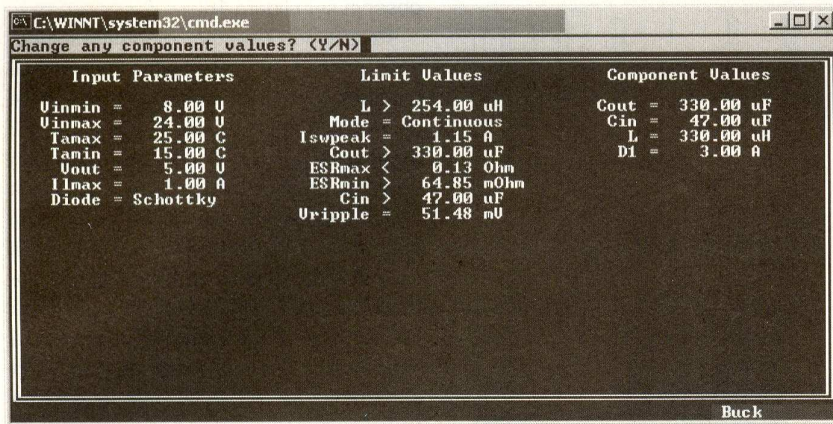 C:\WINNT\system32\cmd.exe
Change any component values? (Y/N)
Input Parameters
Vinmin = 8.00 V
Vinmax = 24.00 V
Tamax = 25.00 C
Tamin = 15.00 C
Vout = 5.00 V
Ilmax = 1.00 A
Diode = Schottky
Limit Values
L > 254.00 uH
Mode = Continuous
Iswpeak = 1.15 A
Cout > 330.00 uF
ESRmax < 0.13 Ohm
ESRmin > 64.85 mOhm
Cin > 47.00 uF
Vripple = 51.48 mV
Component Values
Cout = 330.00 uF
Cin = 47.00 uF
L = 330.00 uH
D1 = 3.00 A
Buck